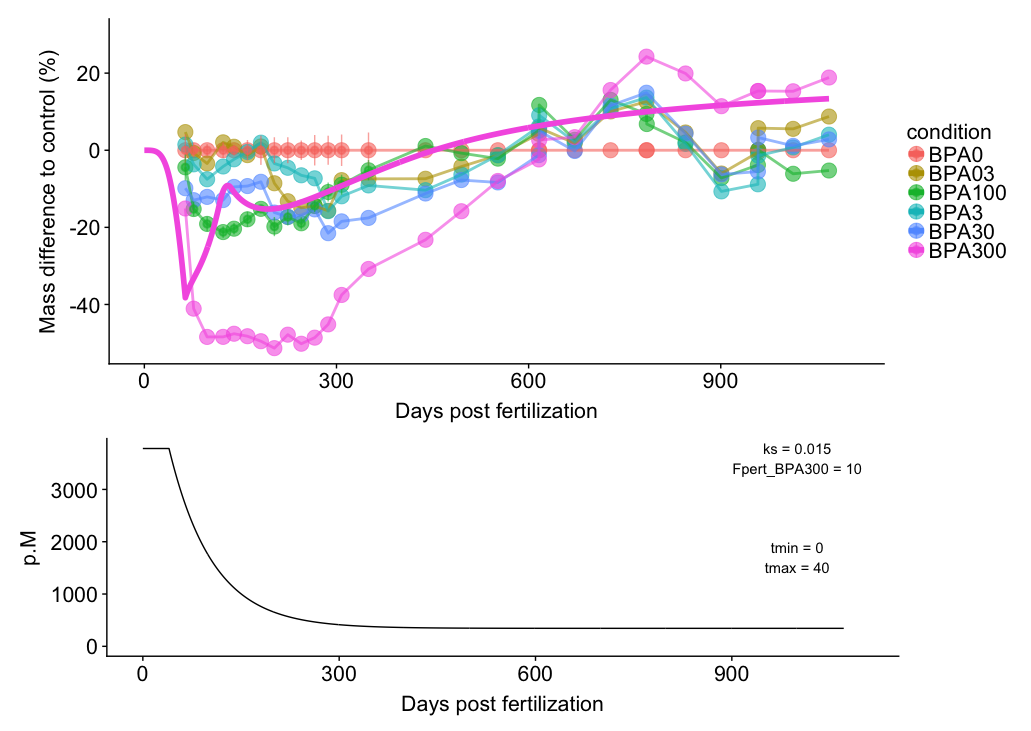 Mass difference to control (%)
20
0
-20
-40
0
300
600
900
Days post fertilization
condition
BPA0
BPA03
BPA100
BPA3
BPA30
BPA300
p.M
3000
2000
1000
0
ks = 0.015
Fpert_BPA300 = 10
tmin = 0
tmax = 40
0
300
600
900
Days post fertilization